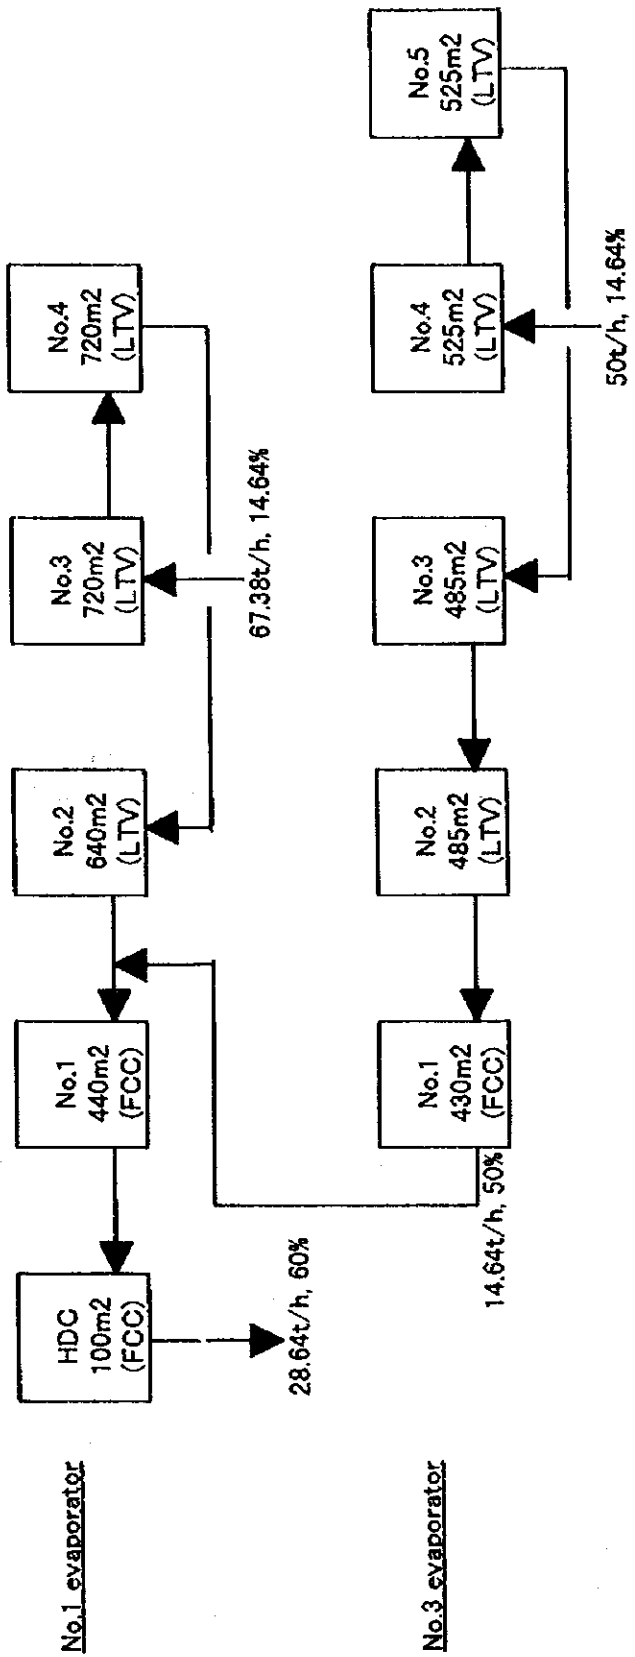 No.1 evaporator
HDC
100m2
(FCC)
28.64t/h, 60%
No.1
440m2
(FCC)
No.2
640m2
(LTV)
No.3
720m2
(LTV)
67.38t/h, 14.64%
No.4
720m2
(LTV)
No.3 evaporator
No.1
430m2
(FCC)
14.64t/h, 50%
No.2
485m2
(LTV)
No.3
485m2
(LTV)
No.4
525m2
(LTV)
50t/h, 14.64%
No.5
525m2
(LTV)